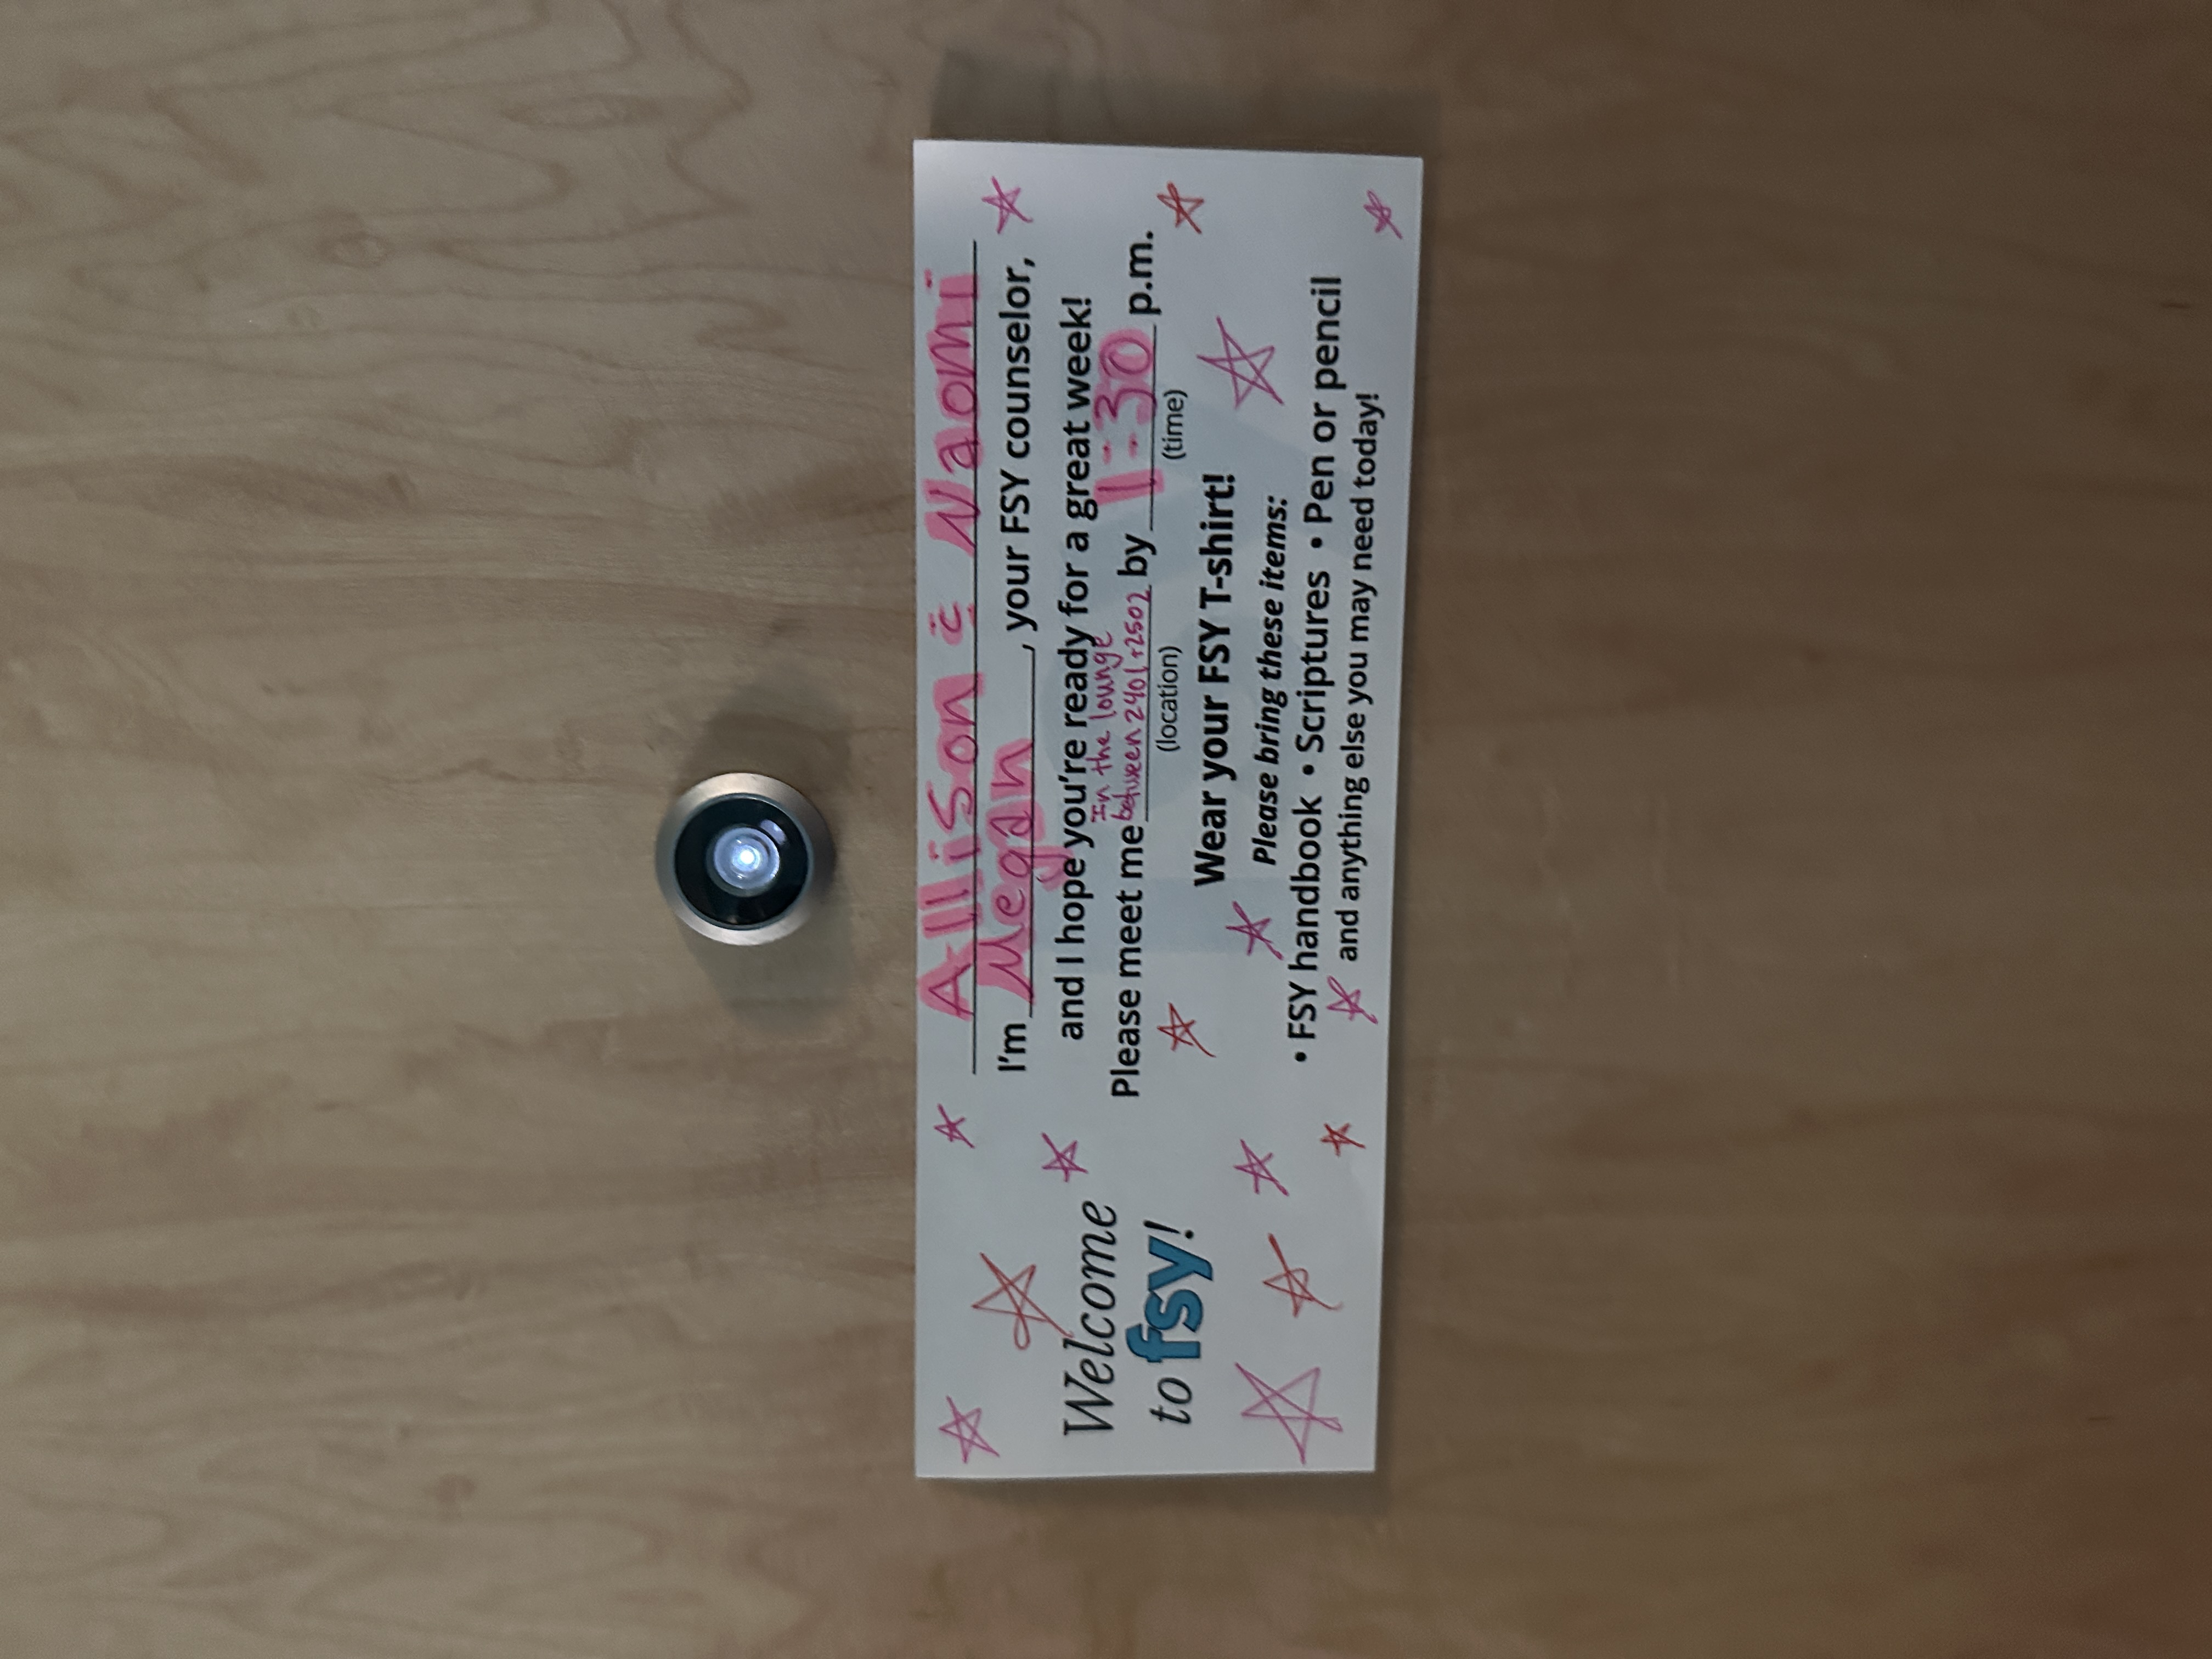 Welcome
to fsy!
Allison & Naomi
I'm Megan, your FSY counselor,
and I hope you're ready for a great week!
In the lounge
Please meet me between 2401+2502 by 1:30 p.m.
(location) (time)
Wear your FSY T-shirt!
Please bring these items:
• FSY handbook • Scriptures • Pen or pencil
and anything else you may need today!